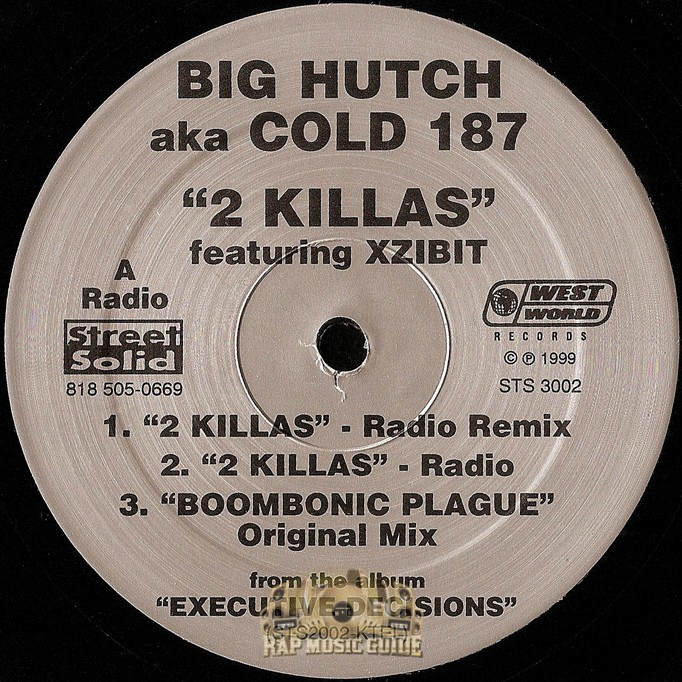 BIG HUTCH
aka COLD 187
“2 KILLAS”
featuring XZIBIT
A
Radio
Street
Solid
818 505-0669
WEST
WORLD
RECORDS
© ℗ 1999
STS 3002
1. “2 KILLAS” - Radio Remix
2. “2 KILLAS” - Radio
3. “BOOMBONIC PLAGUE”
Original Mix
from the album
“EXECUTIVE DECISIONS”
RAP MUSIC GUIDE